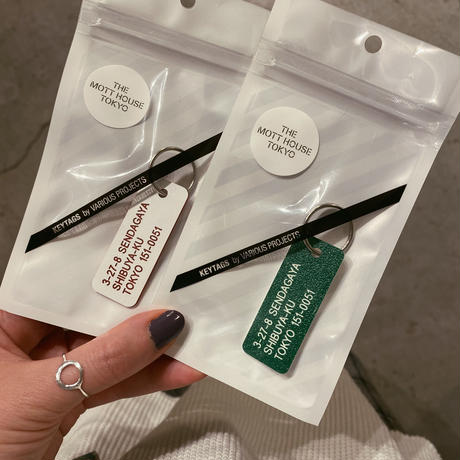 THE
MOTT HOUSE
TOKYO
KEYTAGS by VARIOUS PROJECTS
3-27-8 SENDAGAYA
SHIBUYA-KU
TOKYO 151-0051
THE
MOTT HOUSE
TOKYO
KEYTAGS by VARIOUS PROJECTS
3-27-8 SENDAGAYA
SHIBUYA-KU
TOKYO 151-0051